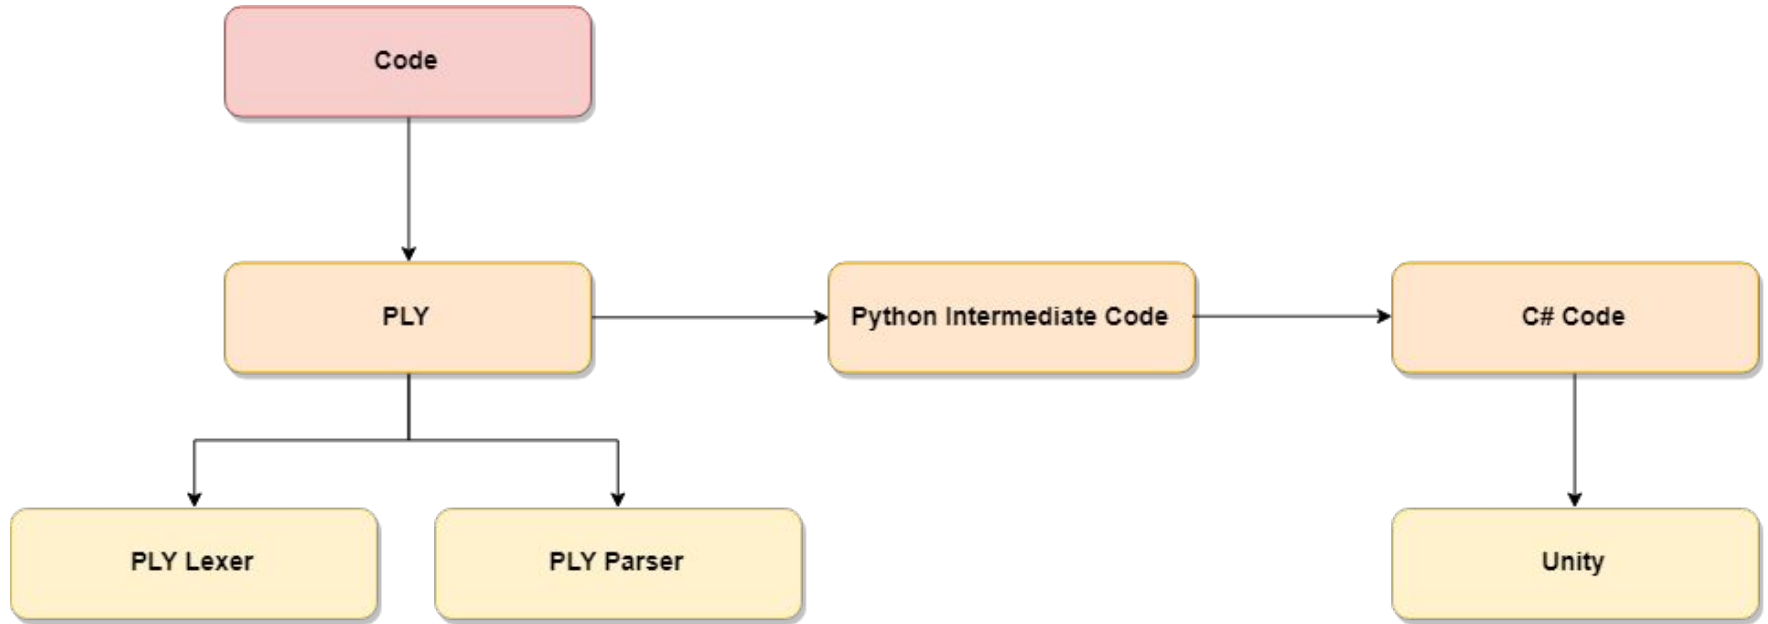 Code
PLY
Python Intermediate Code
C# Code
PLY Lexer
PLY Parser
Unity